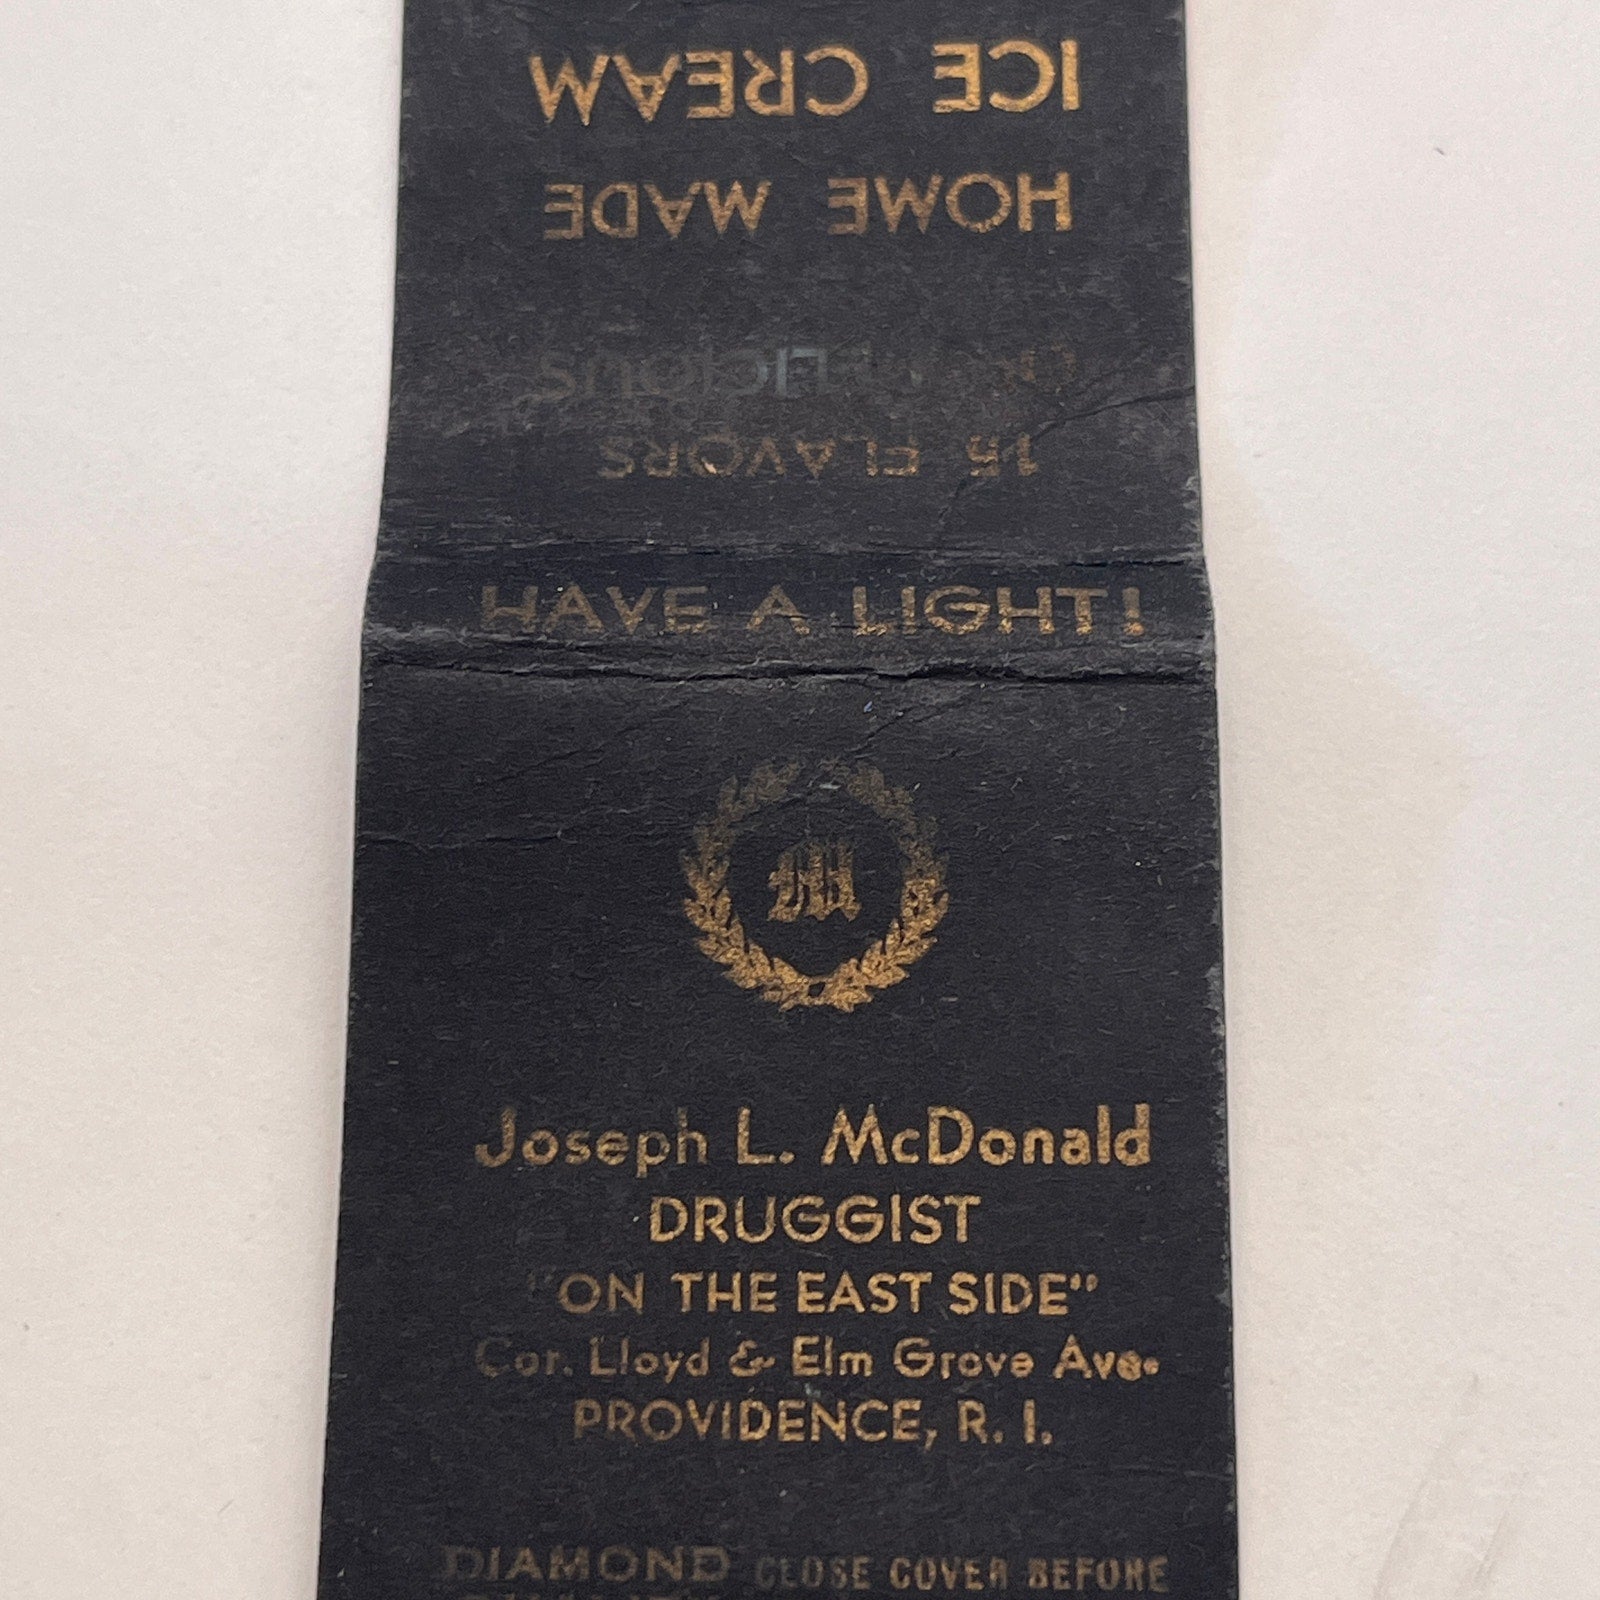 15 FLAVORS
HOME MADE
ICE CREAM
HAVE A LIGHT!
M
Joseph L. McDonald
DRUGGIST
"ON THE EAST SIDE"
Cor. Lloyd & Elm Grove Ave.
PROVIDENCE, R. I.
DIAMOND CLOSE COVER BEFORE